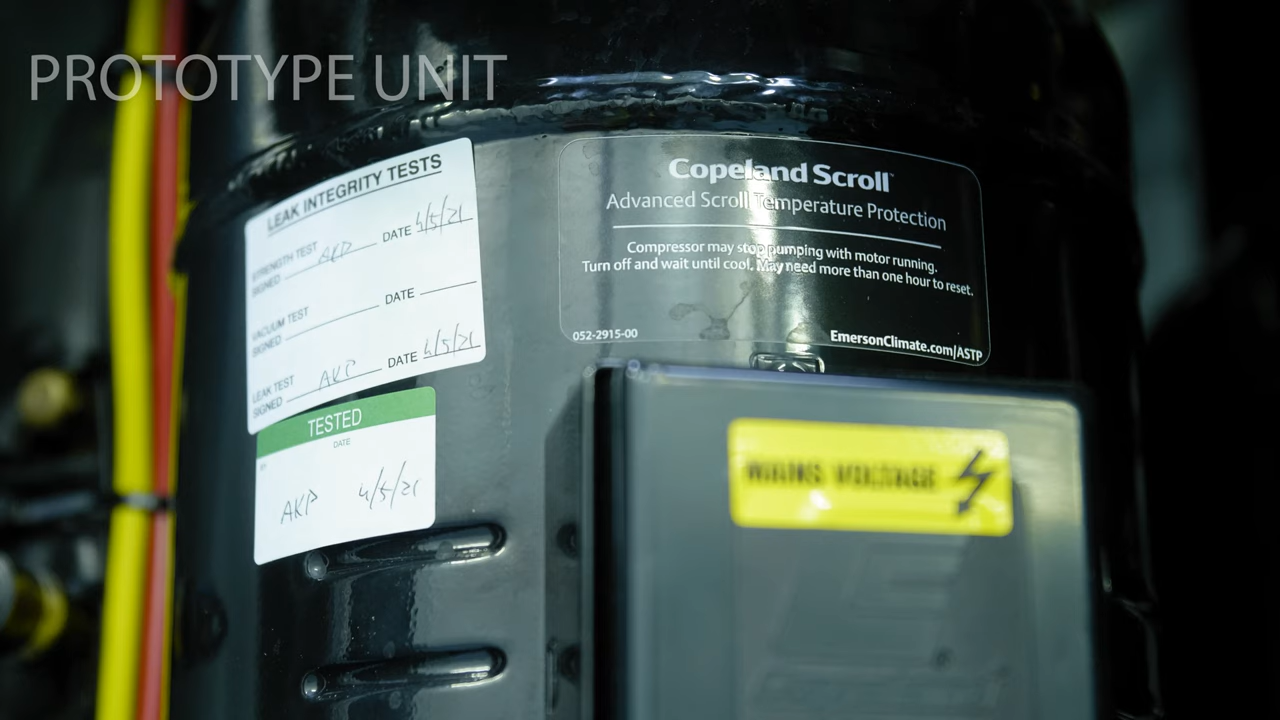 PROTOTYPE UNIT
LEAK INTEGRITY TESTS
STRENGTH TEST
SIGNED AKP DATE 4/5/21
VACUUM TEST
SIGNED DATE
LEAK TEST
SIGNED AKP DATE 4/5/21
TESTED
BY DATE
AKP 4/5/21
Copeland Scroll™
Advanced Scroll Temperature Protection
Compressor may stop pumping with motor running.
Turn off and wait until cool. May need more than one hour to reset.
052-2915-00 EmersonClimate.com/ASTP
MAINS VOLTAGE